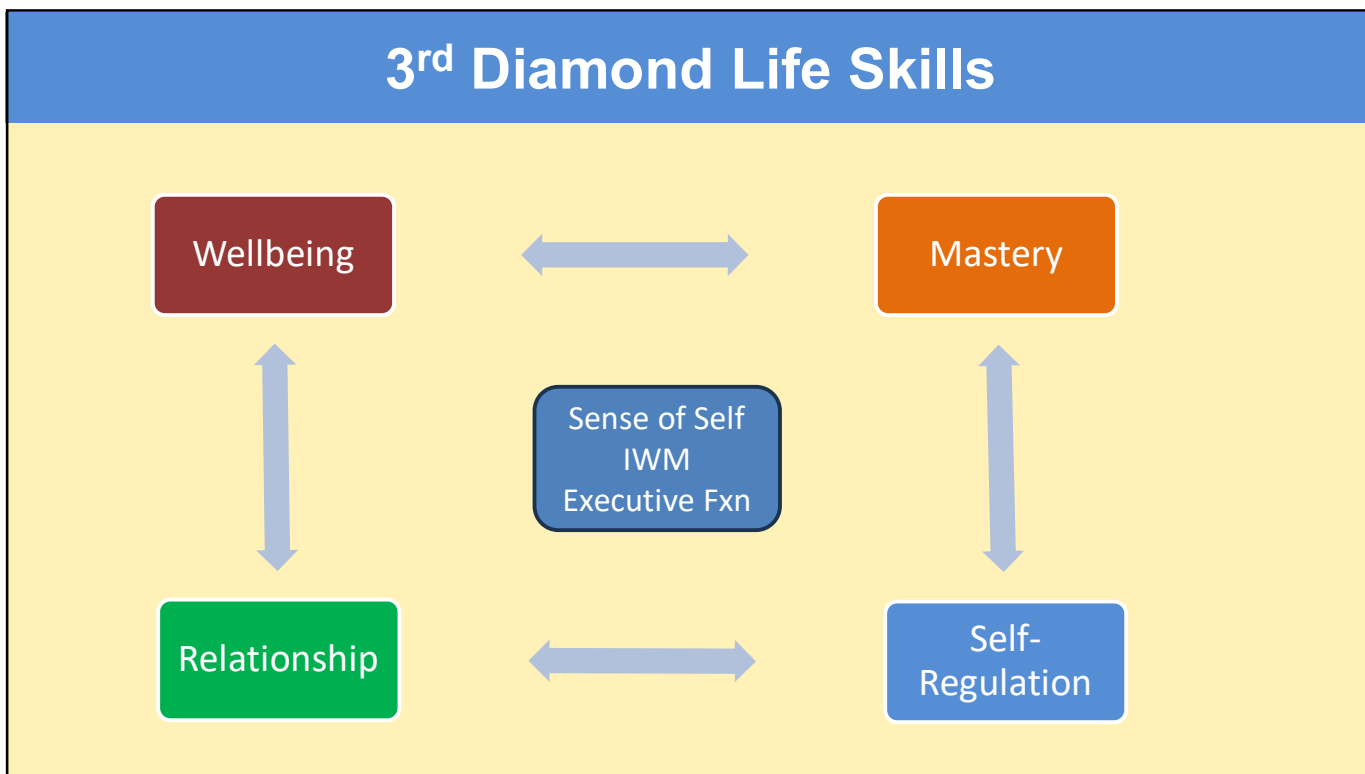 3rd Diamond Life Skills
Wellbeing
Mastery
Sense of Self
IWM
Executive Fxn
Relationship
Self-
Regulation